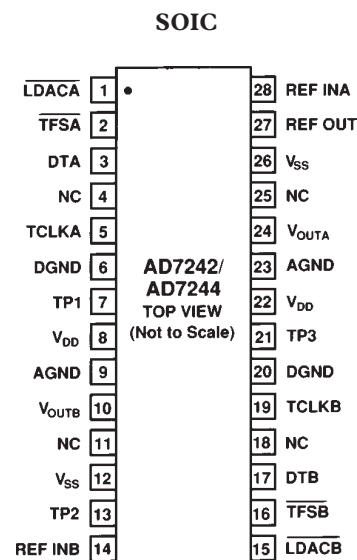 SOIC
LDACA 1 28 REF INA
TFSA 2 27 REF OUT
DTA 3 26 VSS
NC 4 25 NC
TCLKA 5 24 VOUTA
DGND 6 AD7242/ 23 AGND
TP1 7 AD7244 22 VDD
TOP VIEW
VDD 8 (Not to Scale) 21 TP3
AGND 9 20 DGND
VOUTB 10 19 TCLKB
NC 11 18 NC
VSS 12 17 DTB
TP2 13 16 TFSB
REF INB 14 15 LDACB